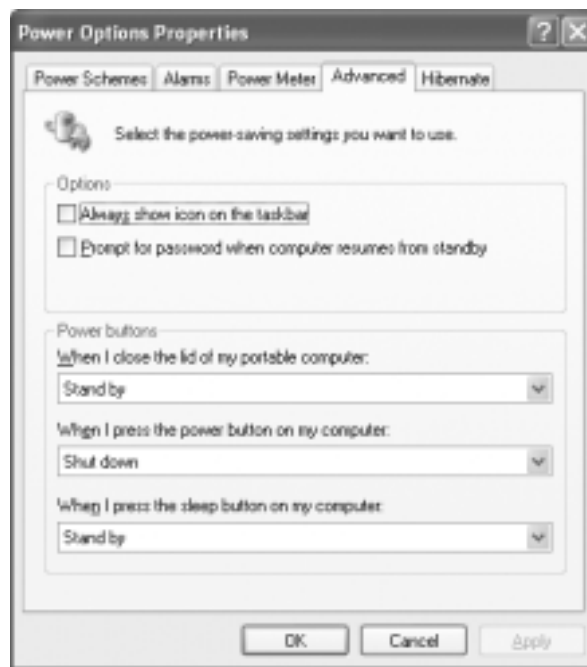 Power Options Properties
Power Schemes Alarms Power Meter Advanced Hibernate
Select the power-saving settings you want to use.
Options
Always show icon on the taskbar
Prompt for password when computer resumes from standby
Power buttons
When I close the lid of my portable computer:
Stand by
When I press the power button on my computer:
Shut down
When I press the sleep button on my computer:
Stand by
OK Cancel Apply